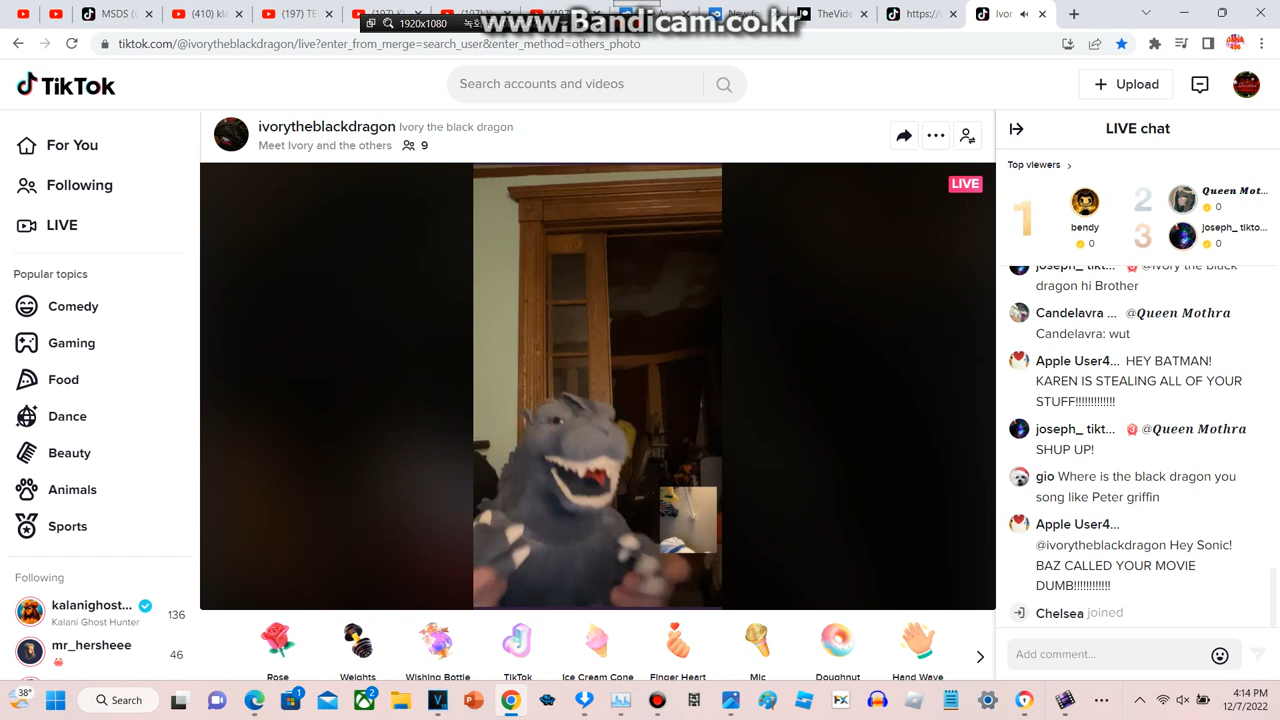 MSDS
(410) kl
(197) TE
1920x1080
www.Bandicam.co.kr
TheVide
https://
Ivor
tiktok.com/@ivorytheblackdragon/live?enter_from_merge=search_user&enter_method=others_photo
TikTok
Search accounts and videos
Upload
For You
Following
LIVE
Popular topics
Comedy
Gaming
Food
Dance
Beauty
Animals
Sports
Following
kalanighost...
Kalani Ghost Hunter
136
mr_hersheee
46
ivorytheblackdragon Ivory the black dragon
Meet Ivory and the others 9
LIVE
Rose
Weights
Wishing Bottle
TikTok
Ice Cream Cone
Finger Heart
Mic
Doughnut
Hand Wave
LIVE chat
Top viewers
1
bendy
0
2
Queen Mot...
0
3
joseph_ tikto...
0
joseph_ tikt... @ivory the black
dragon hi Brother
Candelavra ... @Queen Mothra
Candelavra: wut
Apple User4... HEY BATMAN!
KAREN IS STEALING ALL OF YOUR
STUFF!!!!!!!!!!!!!
joseph_ tikt... 3 @Queen Mothra
SHUP UP!
gio Where is the black dragon you
song like Peter griffin
Apple User4...
@ivorytheblackdragon Hey Sonic!
BAZ CALLED YOUR MOVIE
DUMB!!!!!!!!!!!!
Chelsea joined
Add comment...
38°
Search
1
2
4:14 PM
12/7/2022